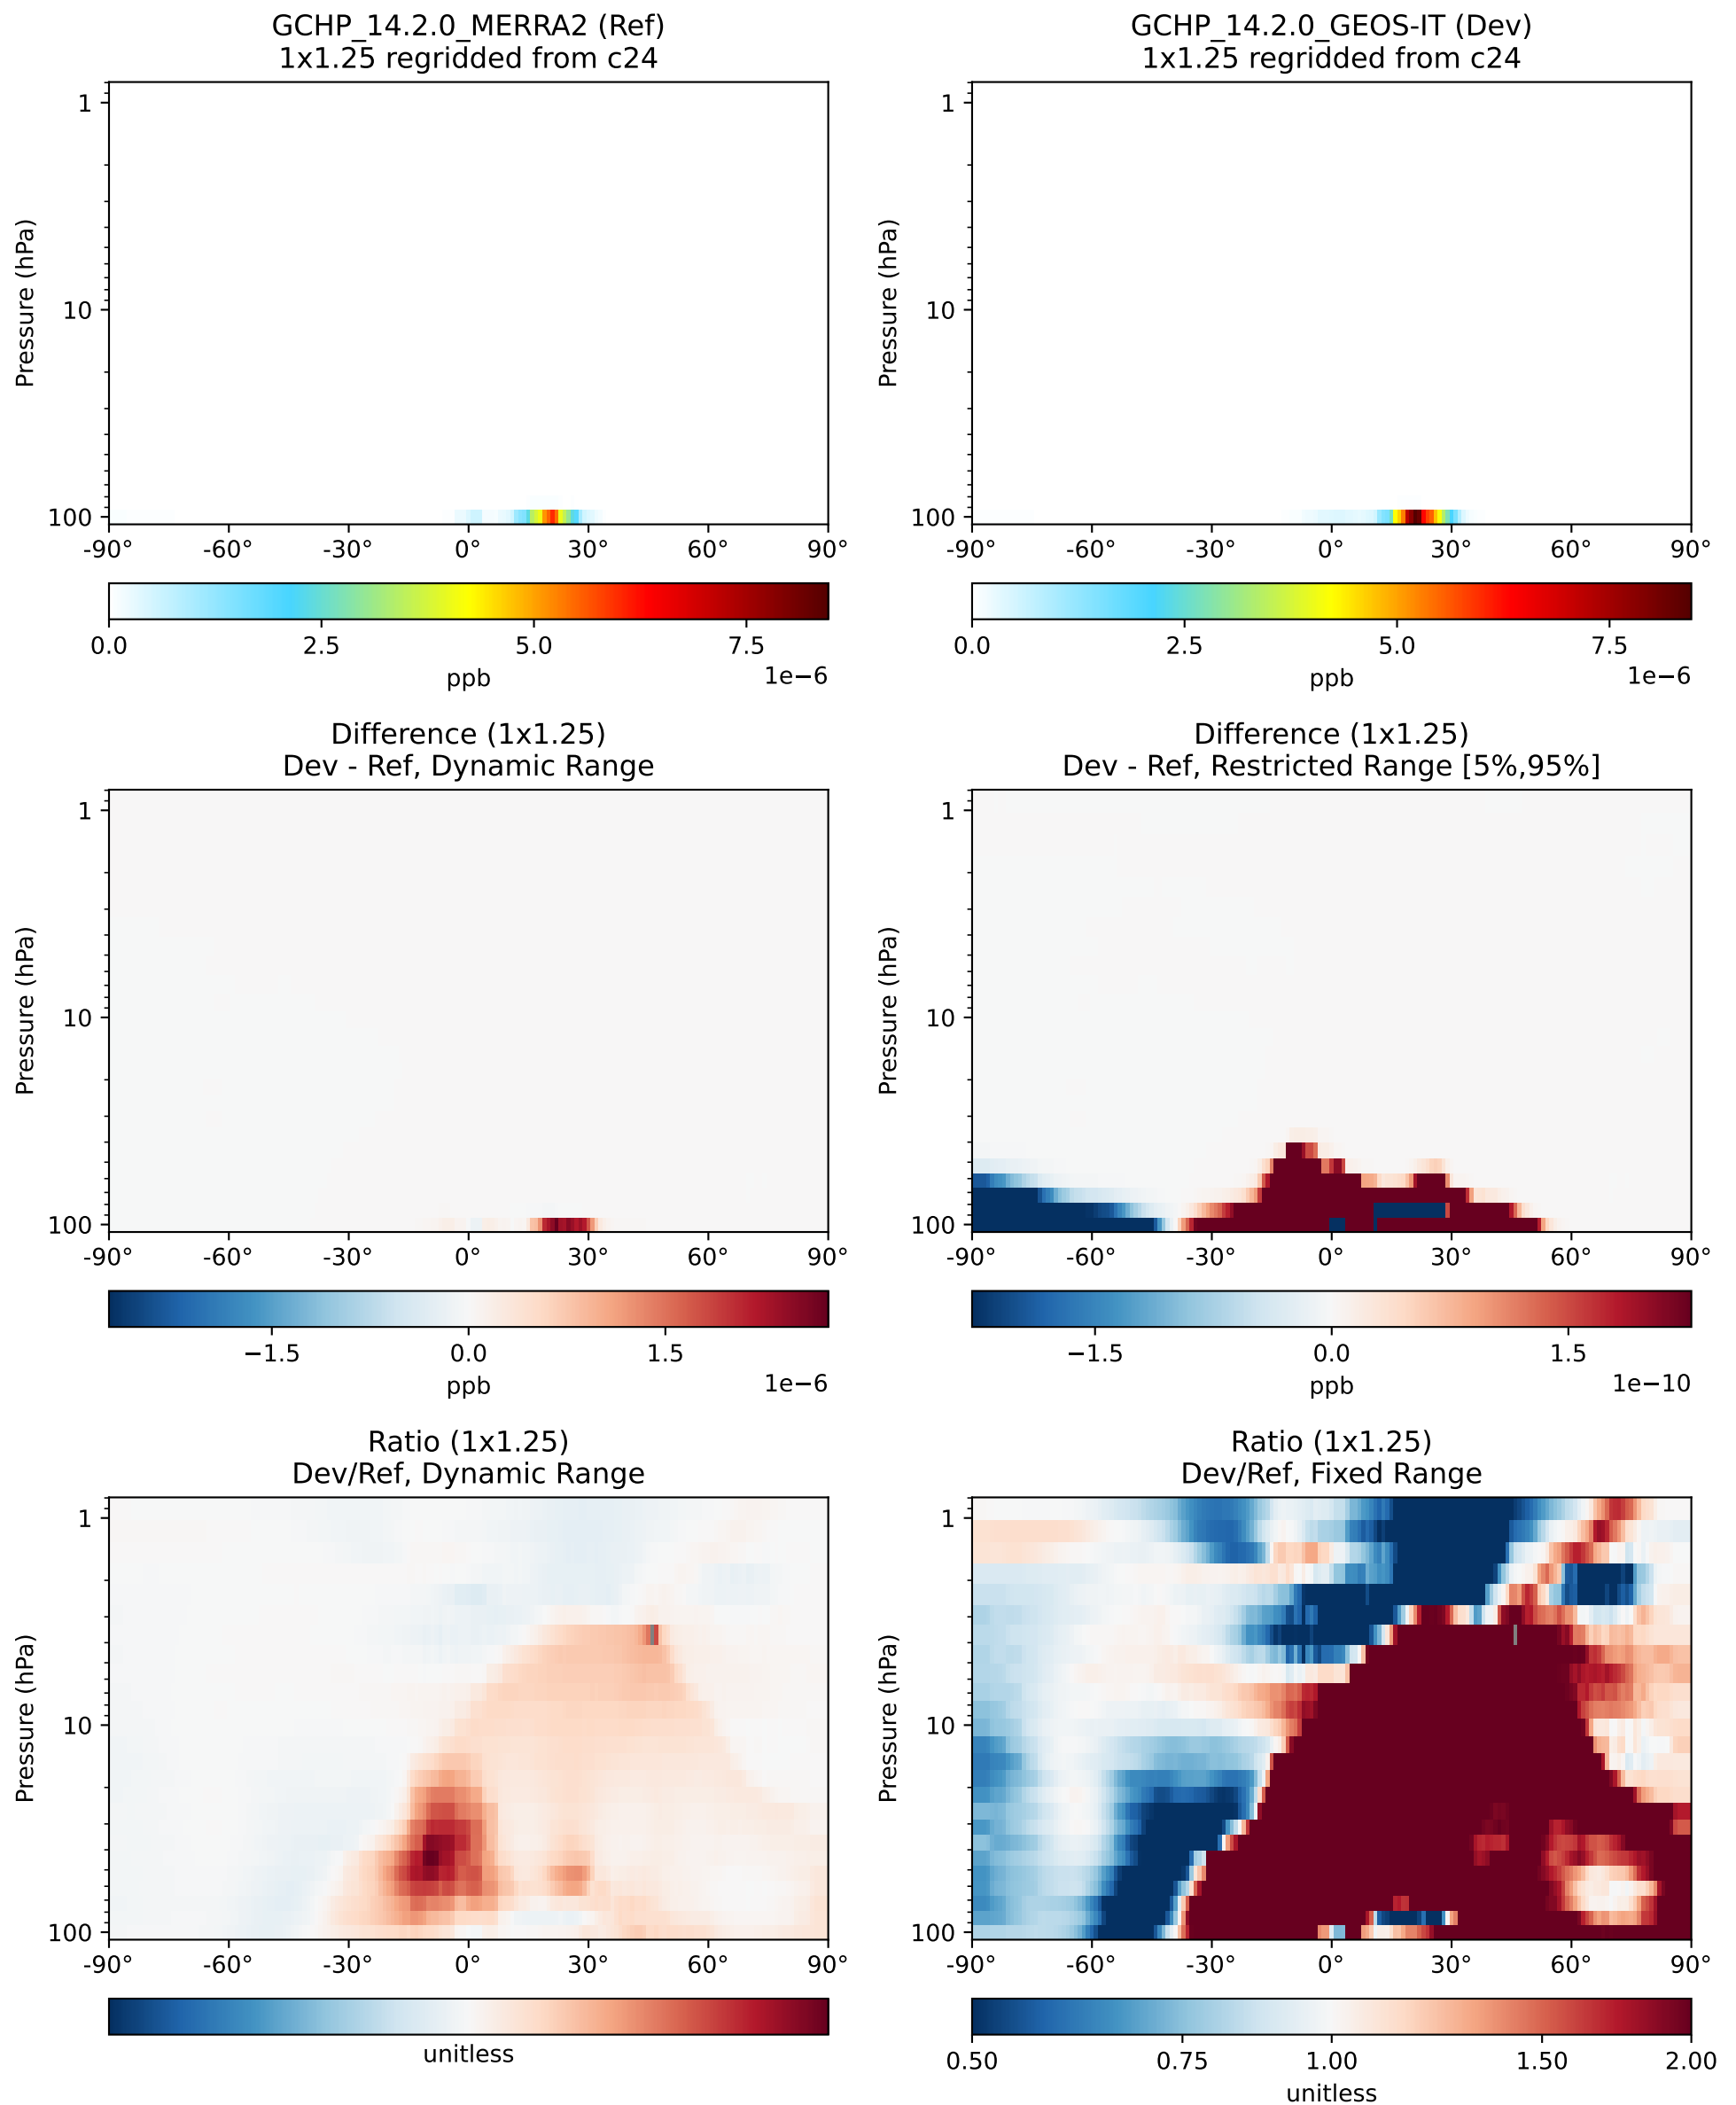 GCHP_14.2.0_MERRA2 (Ref)
1x1.25 regridded from c24
1
10
100
Pressure (hPa)
-90° -60° -30° 0° 30° 60° 90°
0.0 2.5 5.0 7.5
1e−6
ppb
GCHP_14.2.0_GEOS-IT (Dev)
1x1.25 regridded from c24
1
10
100
Pressure (hPa)
-90° -60° -30° 0° 30° 60° 90°
0.0 2.5 5.0 7.5
1e−6
ppb
Difference (1x1.25)
Dev - Ref, Dynamic Range
1
10
100
Pressure (hPa)
-90° -60° -30° 0° 30° 60° 90°
−1.5 0.0 1.5
1e−6
ppb
Difference (1x1.25)
Dev - Ref, Restricted Range [5%,95%]
1
10
100
Pressure (hPa)
-90° -60° -30° 0° 30° 60° 90°
−1.5 0.0 1.5
1e−10
ppb
Ratio (1x1.25)
Dev/Ref, Dynamic Range
1
10
100
Pressure (hPa)
-90° -60° -30° 0° 30° 60° 90°
unitless
Ratio (1x1.25)
Dev/Ref, Fixed Range
1
10
100
Pressure (hPa)
-90° -60° -30° 0° 30° 60° 90°
0.50 0.75 1.00 1.50 2.00
unitless